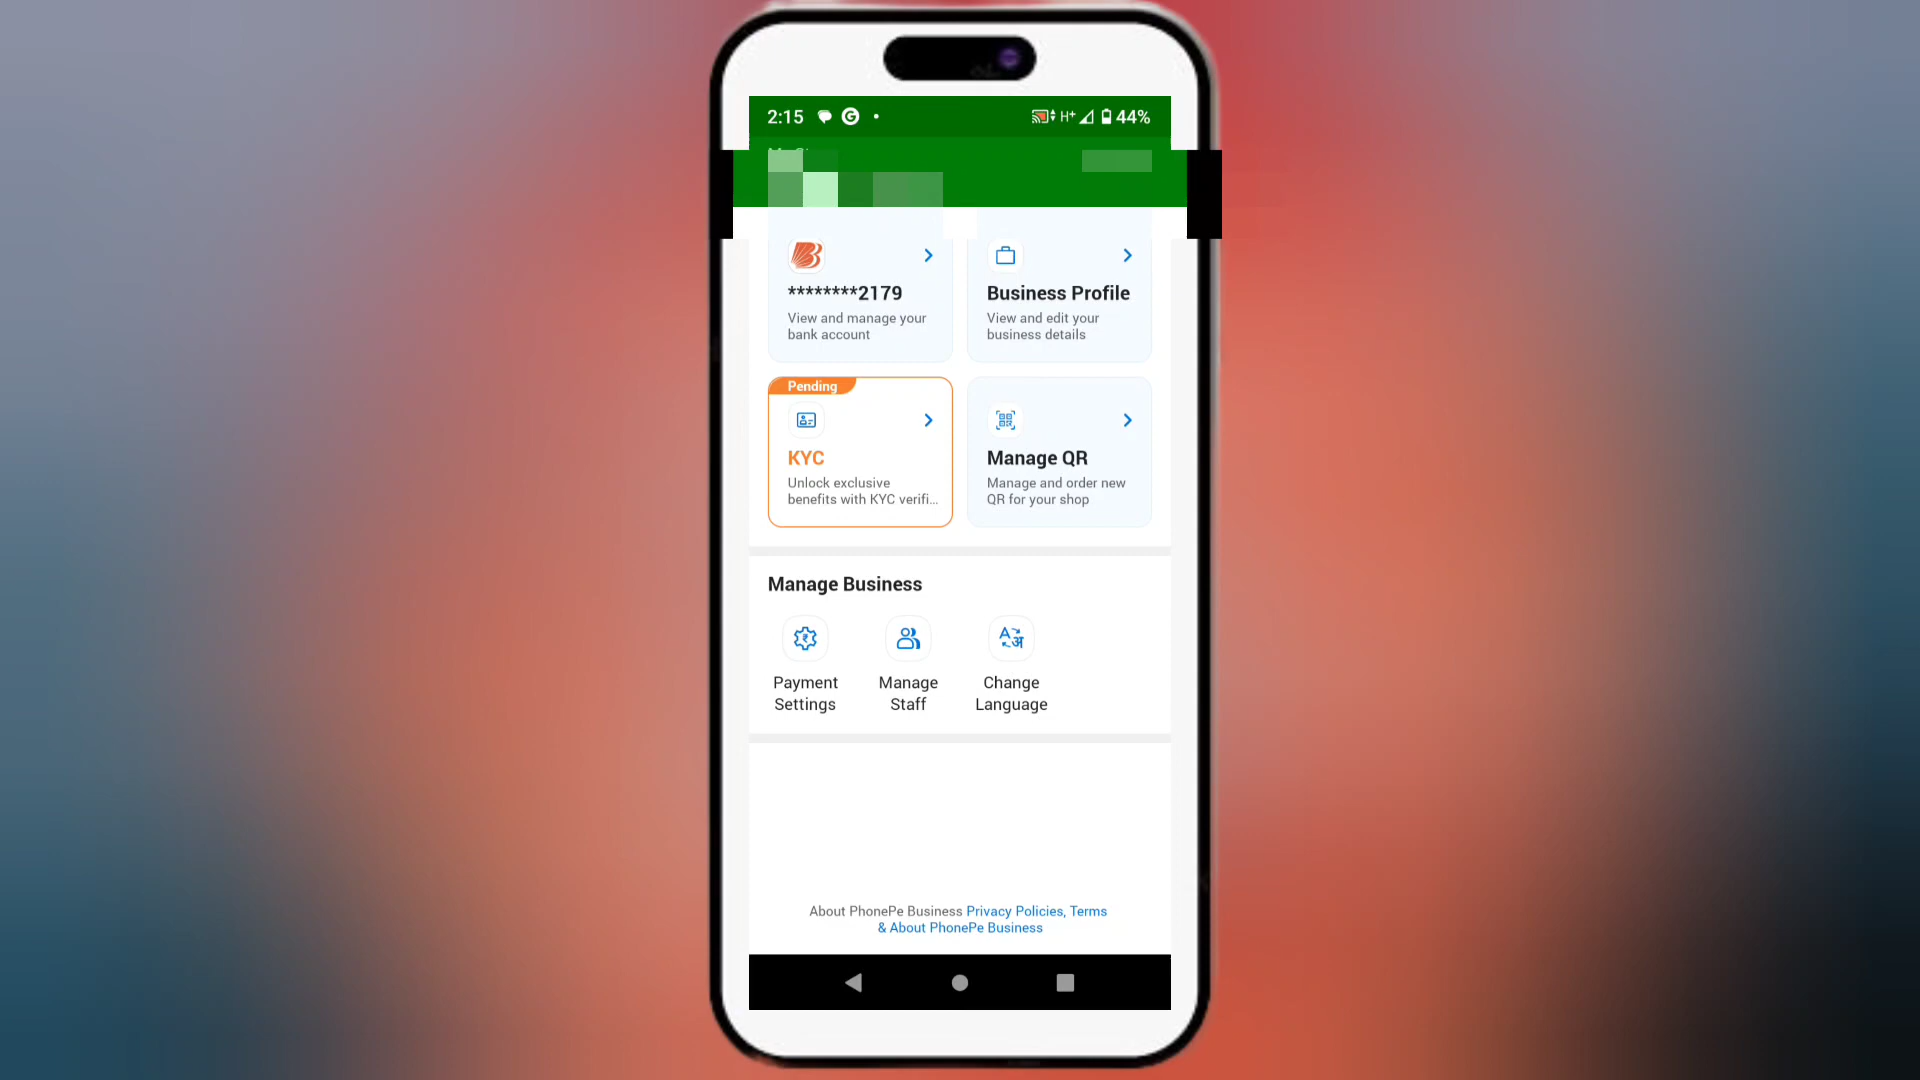 2:15 H+ 44%
********2179
View and manage your
bank account
Business Profile
View and edit your
business details
Pending
KYC
Unlock exclusive
benefits with KYC verifi...
Manage QR
Manage and order new
QR for your shop
Manage Business
Payment
Settings
Manage
Staff
Change
Language
About PhonePe Business Privacy Policies, Terms
& About PhonePe Business